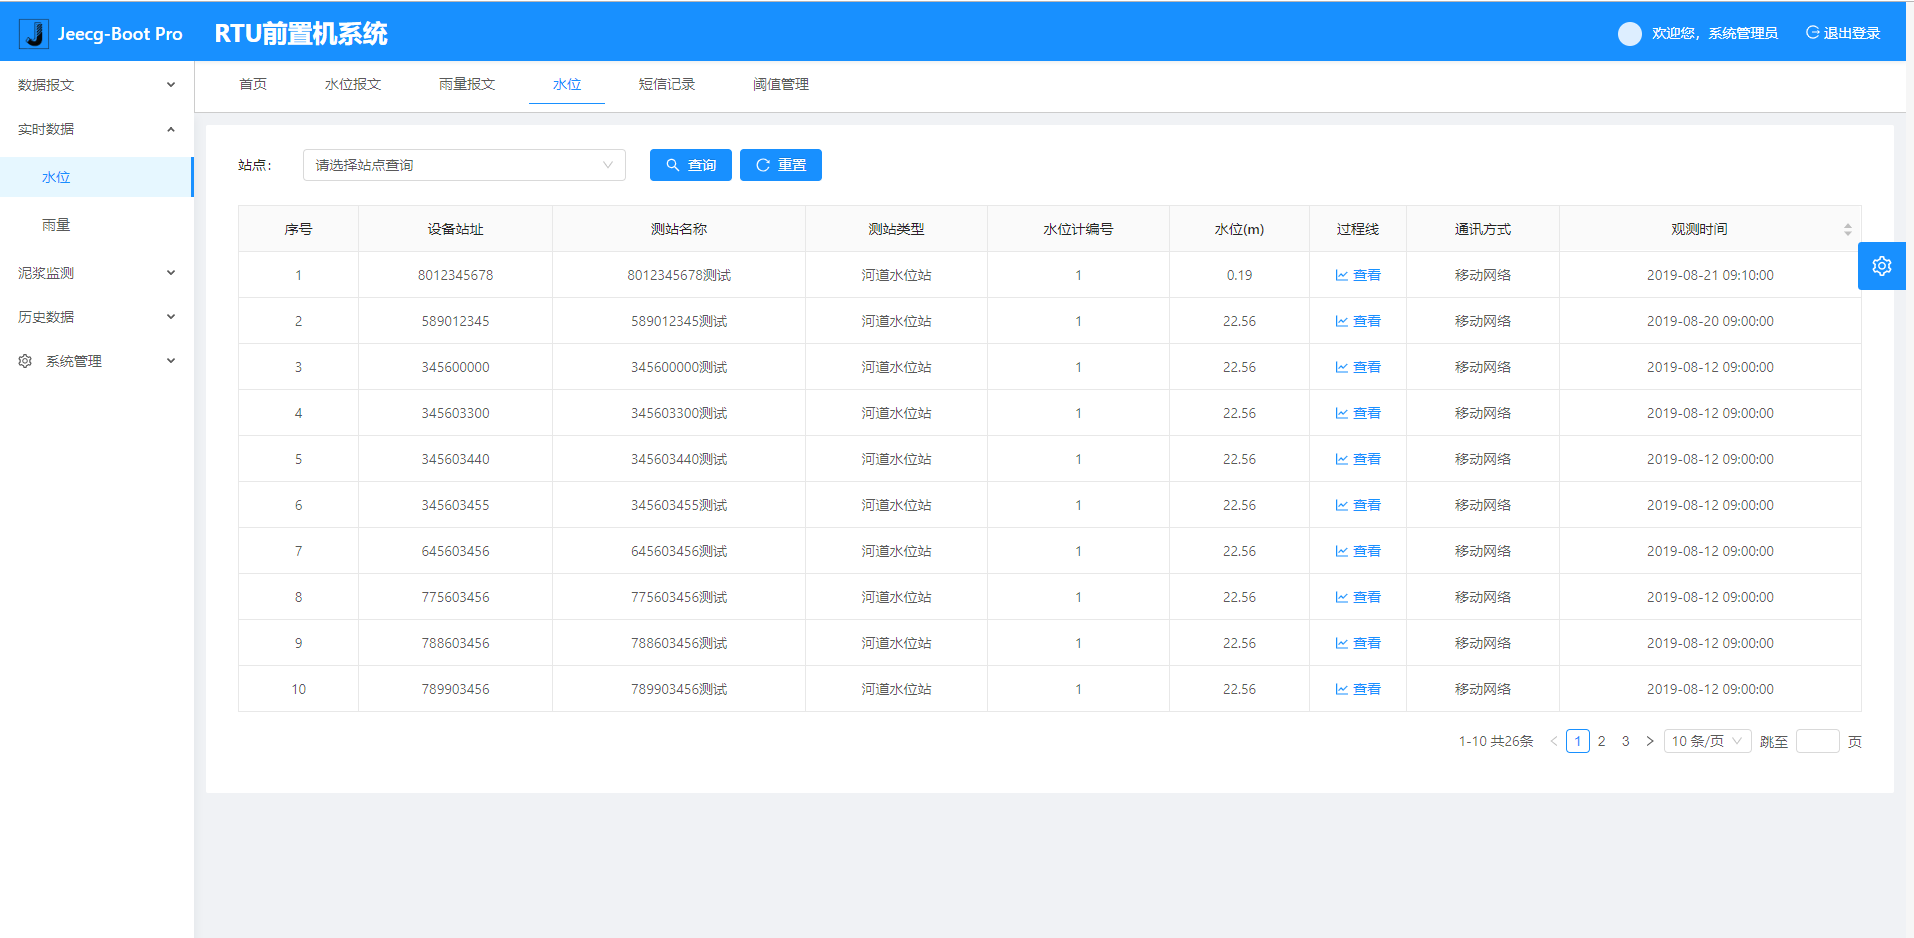 Jeecg-Boot Pro RTU前置机系统 欢迎您，系统管理员 退出登录
数据报文 首页 水位报文 雨量报文 水位 短信记录 阈值管理
实时数据
水位
雨量
泥浆监测
历史数据
系统管理
站点： 请选择站点查询 查询 重置
序号 设备站址 测站名称 测站类型 水位计编号 水位(m) 过程线 通讯方式 观测时间
1 8012345678 8012345678测试 河道水位站 1 0.19 查看 移动网络 2019-08-21 09:10:00
2 589012345 589012345测试 河道水位站 1 22.56 查看 移动网络 2019-08-20 09:00:00
3 345600000 345600000测试 河道水位站 1 22.56 查看 移动网络 2019-08-12 09:00:00
4 345603300 345603300测试 河道水位站 1 22.56 查看 移动网络 2019-08-12 09:00:00
5 345603440 345603440测试 河道水位站 1 22.56 查看 移动网络 2019-08-12 09:00:00
6 345603455 345603455测试 河道水位站 1 22.56 查看 移动网络 2019-08-12 09:00:00
7 645603456 645603456测试 河道水位站 1 22.56 查看 移动网络 2019-08-12 09:00:00
8 775603456 775603456测试 河道水位站 1 22.56 查看 移动网络 2019-08-12 09:00:00
9 788603456 788603456测试 河道水位站 1 22.56 查看 移动网络 2019-08-12 09:00:00
10 789903456 789903456测试 河道水位站 1 22.56 查看 移动网络 2019-08-12 09:00:00
1-10 共26条 < 1 2 3 > 10 条/页 跳至 页